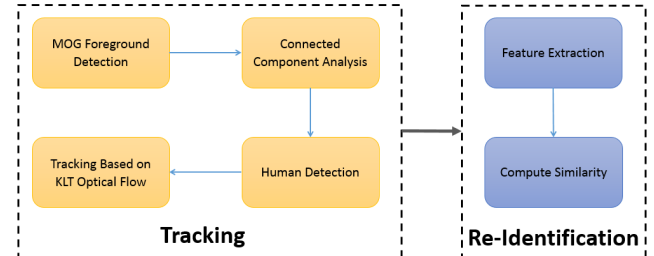 MOG Foreground
Detection
Connected
Component Analysis
Tracking Based on
KLT Optical Flow
Human Detection
Tracking
Feature Extraction
Compute Similarity
Re-Identification